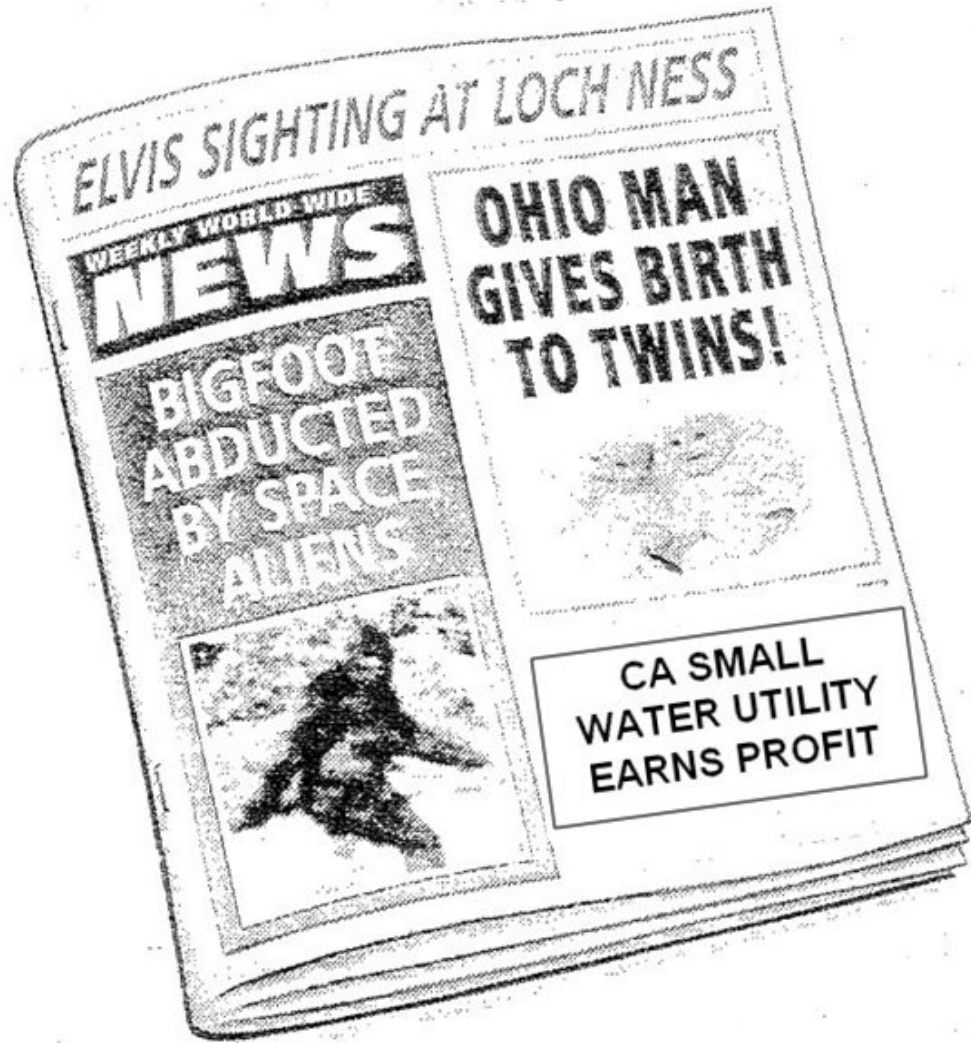 ELVIS SIGHTING AT LOCH NESS
WEEKLY WORLD WIDE
NEWS
BIGFOOT
ABDUCTED
BY SPACE
ALIENS
OHIO MAN
GIVES BIRTH
TO TWINS!
CA SMALL
WATER UTILITY
EARNS PROFIT